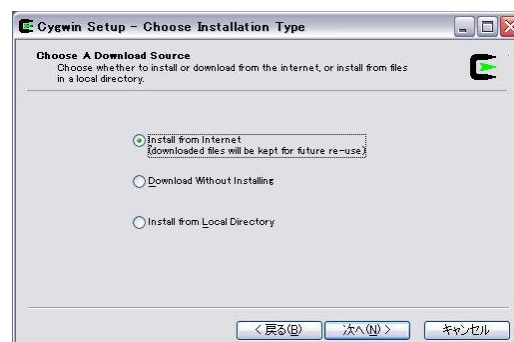 Cygwin Setup - Choose Installation Type
Choose A Download Source
Choose whether to install or download from the internet, or install from files
in a local directory.
Install from Internet
(downloaded files will be kept for future re-use)
Download Without Installing
Install from Local Directory
< 戻る(B)
次へ(N) >
キャンセル